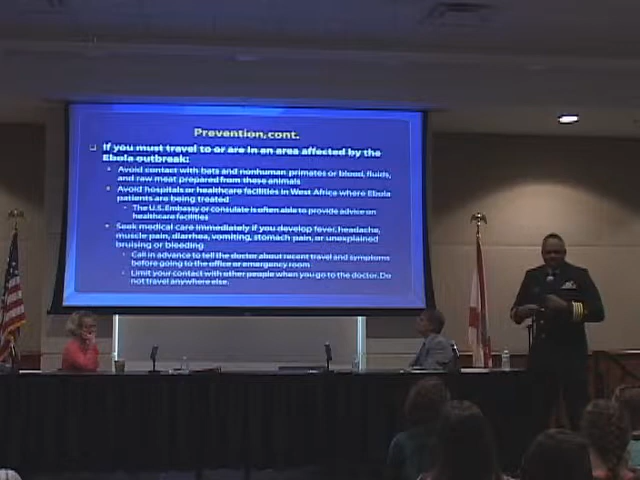 Prevention,cont.
If you must travel to or are in an area affected by the
Ebola outbreak:
Avoid contact with bats and nonhuman primates or blood, fluids,
and raw meat prepared from these animals
Avoid hospitals or healthcare facilities in West Africa where Ebola
patients are being treated
The U.S. Embassy or consulate is often able to provide advice on
healthcare facilities
Seek medical care immediately if you develop fever, headache,
muscle pain, diarrhea, vomiting, stomach pain, or unexplained
bruising or bleeding
Call in advance to tell the doctor about recent travel and symptoms
before going to the office or emergency room
Limit your contact with other people when you go to the doctor. Do
not travel anywhere else.